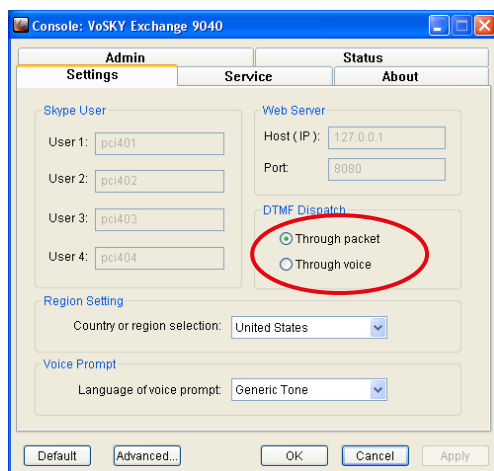 Console: VoSKY Exchange 9040
Admin
Status
Settings
Service
About
Skype User
User 1: pci401
User 2: pci402
User 3: pci403
User 4: pci404
Web Server
Host ( IP ): 127.0.0.1
Port: 8080
DTMF Dispatch
Through packet
Through voice
Region Setting
Country or region selection: United States
Voice Prompt
Language of voice prompt: Generic Tone
Default
Advanced...
OK
Cancel
Apply